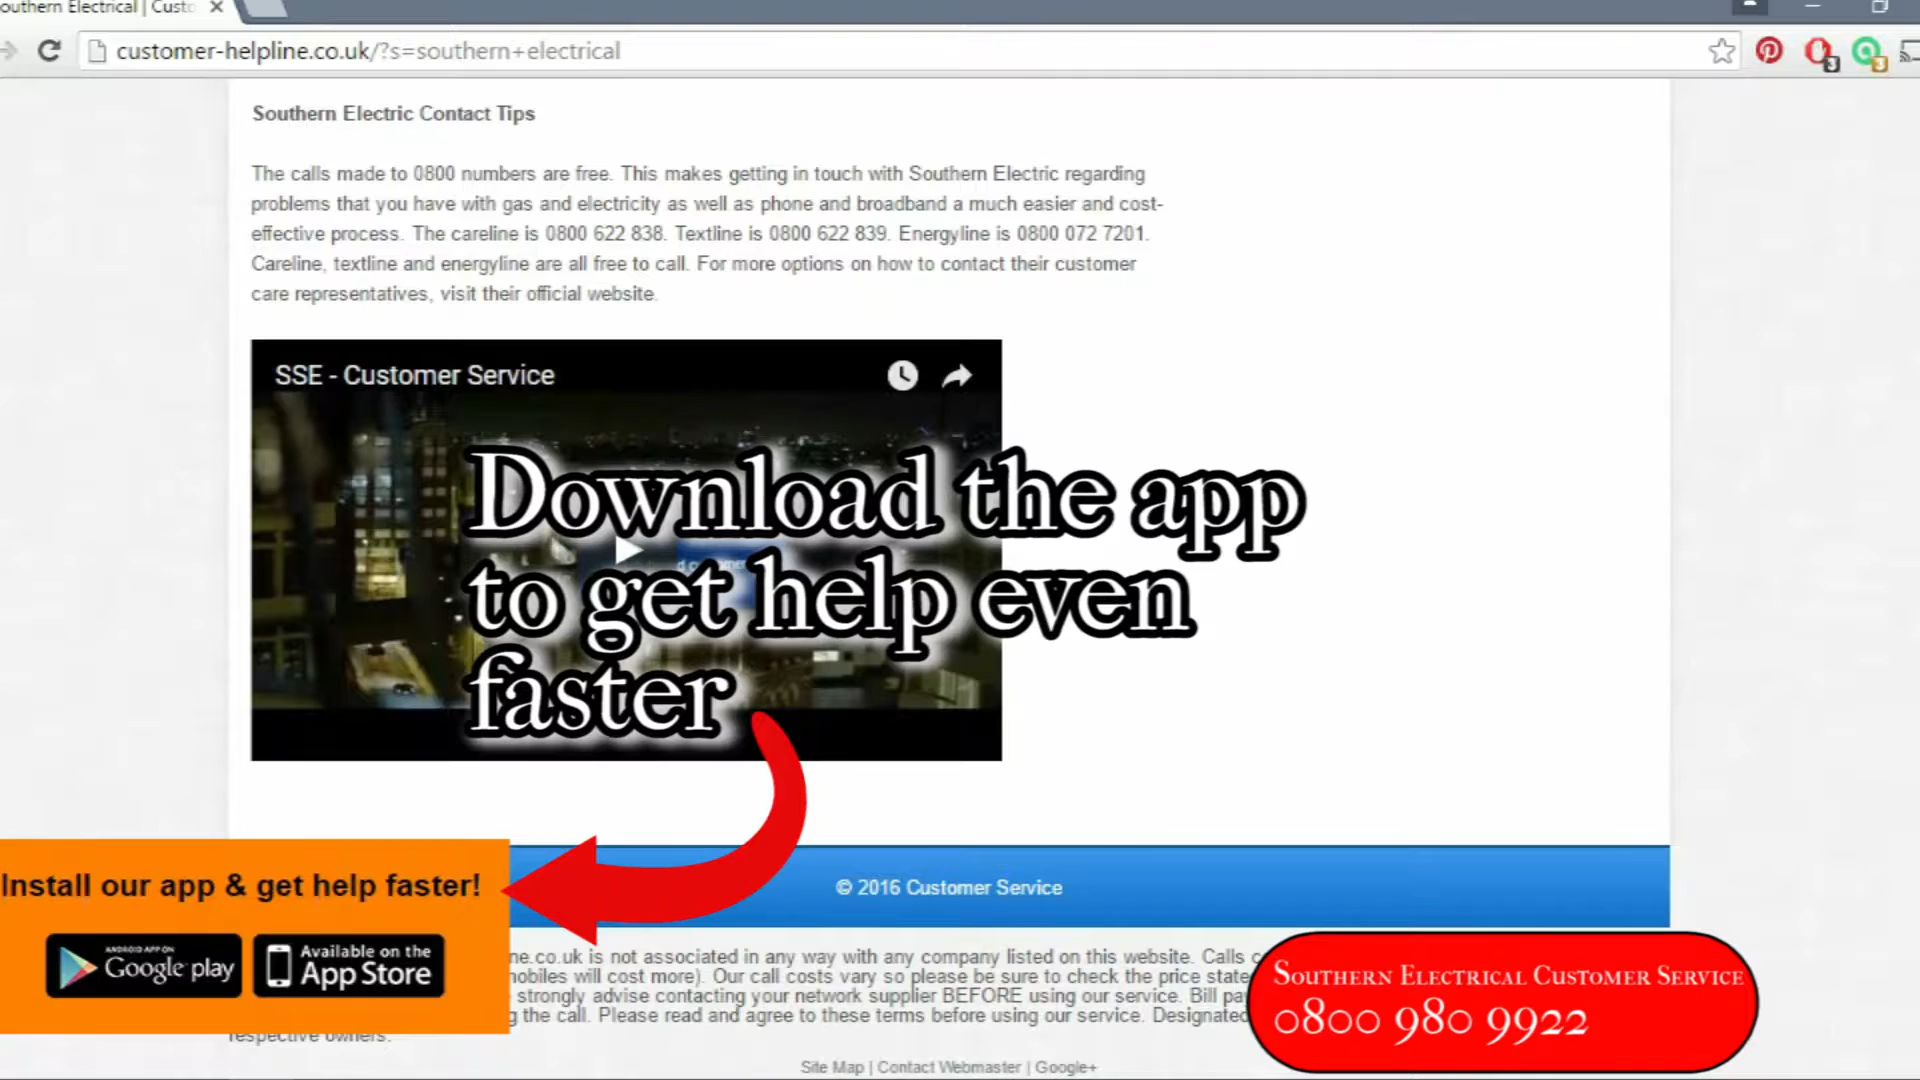 outhern Electrical | Custo
customer-helpline.co.uk/?s=southern+electrical
3
3
Southern Electric Contact Tips
The calls made to 0800 numbers are free. This makes getting in touch with Southern Electric regarding
problems that you have with gas and electricity as well as phone and broadband a much easier and cost-
effective process. The careline is 0800 622 838. Textline is 0800 622 839. Energyline is 0800 072 7201.
Careline, textline and energyline are all free to call. For more options on how to contact their customer
care representatives, visit their official website.
SSE - Customer Service
Download the app
to get help even
faster
Install our app & get help faster!
ANDROID APP ON
Google play
Available on the
App Store
© 2016 Customer Service
ne.co.uk is not associated in any way with any company listed on this website. Calls c
nobiles will cost more). Our call costs vary so please be sure to check the price state
strongly advise contacting your network supplier BEFORE using our service. Bill pa
g the call. Please read and agree to these terms before using our service. Designated
respective owners.
Southern Electrical Customer Service
0800 980 9922
Site Map | Contact Webmaster | Google+